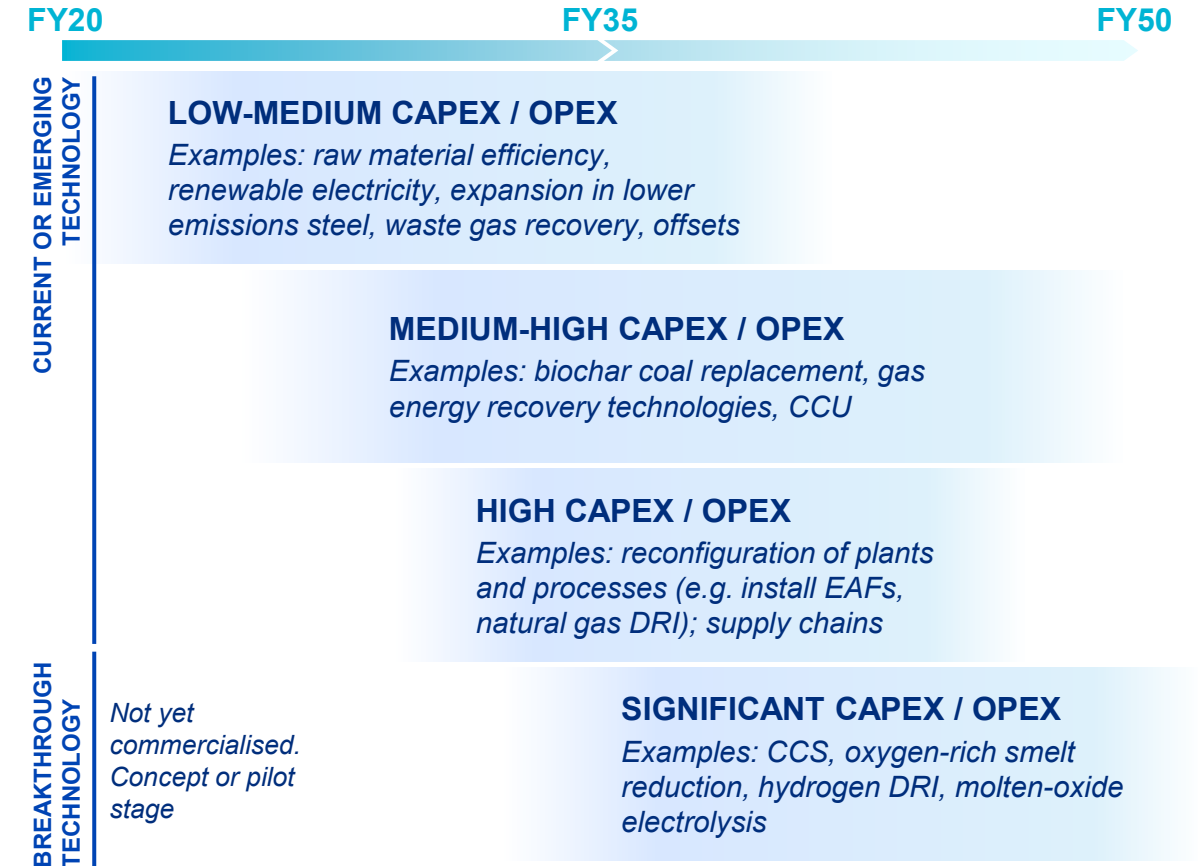 FY20 FY35 FY50
CURRENT OR EMERGING
TECHNOLOGY
LOW-MEDIUM CAPEX / OPEX
Examples: raw material efficiency,
renewable electricity, expansion in lower
emissions steel, waste gas recovery, offsets
MEDIUM-HIGH CAPEX / OPEX
Examples: biochar coal replacement, gas
energy recovery technologies, CCU
HIGH CAPEX / OPEX
Examples: reconfiguration of plants
and processes (e.g. install EAFs,
natural gas DRI); supply chains
BREAKTHROUGH
TECHNOLOGY
Not yet
commercialised.
Concept or pilot
stage
SIGNIFICANT CAPEX / OPEX
Examples: CCS, oxygen-rich smelt
reduction, hydrogen DRI, molten-oxide
electrolysis